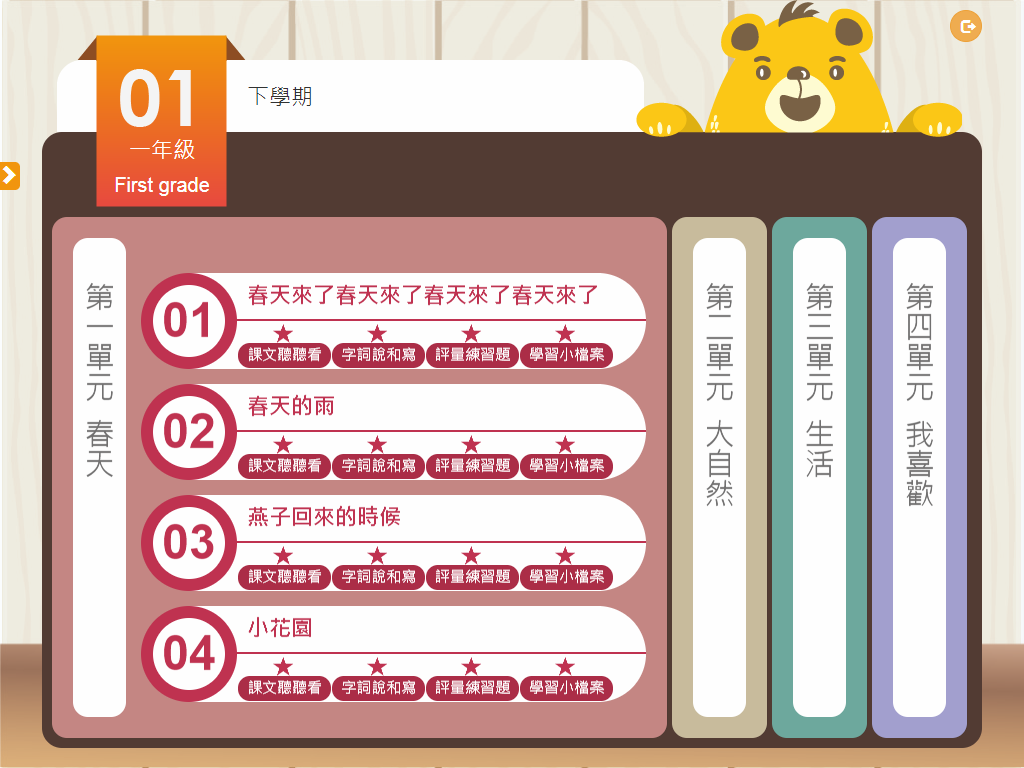 01
一年級
First grade
下學期
第一單元 春天
01
春天來了春天來了春天來了春天來了
課文聽聽看 字詞說和寫 評量練習題 學習小檔案
02
春天的雨
課文聽聽看 字詞說和寫 評量練習題 學習小檔案
03
燕子回來的時候
課文聽聽看 字詞說和寫 評量練習題 學習小檔案
04
小花園
課文聽聽看 字詞說和寫 評量練習題 學習小檔案
第二單元 大自然
第三單元 生活
第四單元 我喜歡